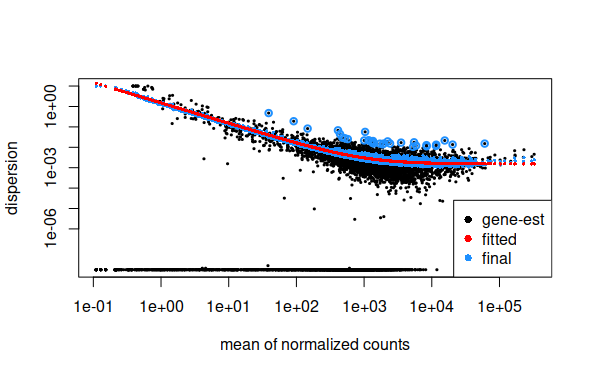 dispersion
1e+00
1e-03
1e-06
gene-est
fitted
final
1e-01 1e+00 1e+01 1e+02 1e+03 1e+04 1e+05
mean of normalized counts